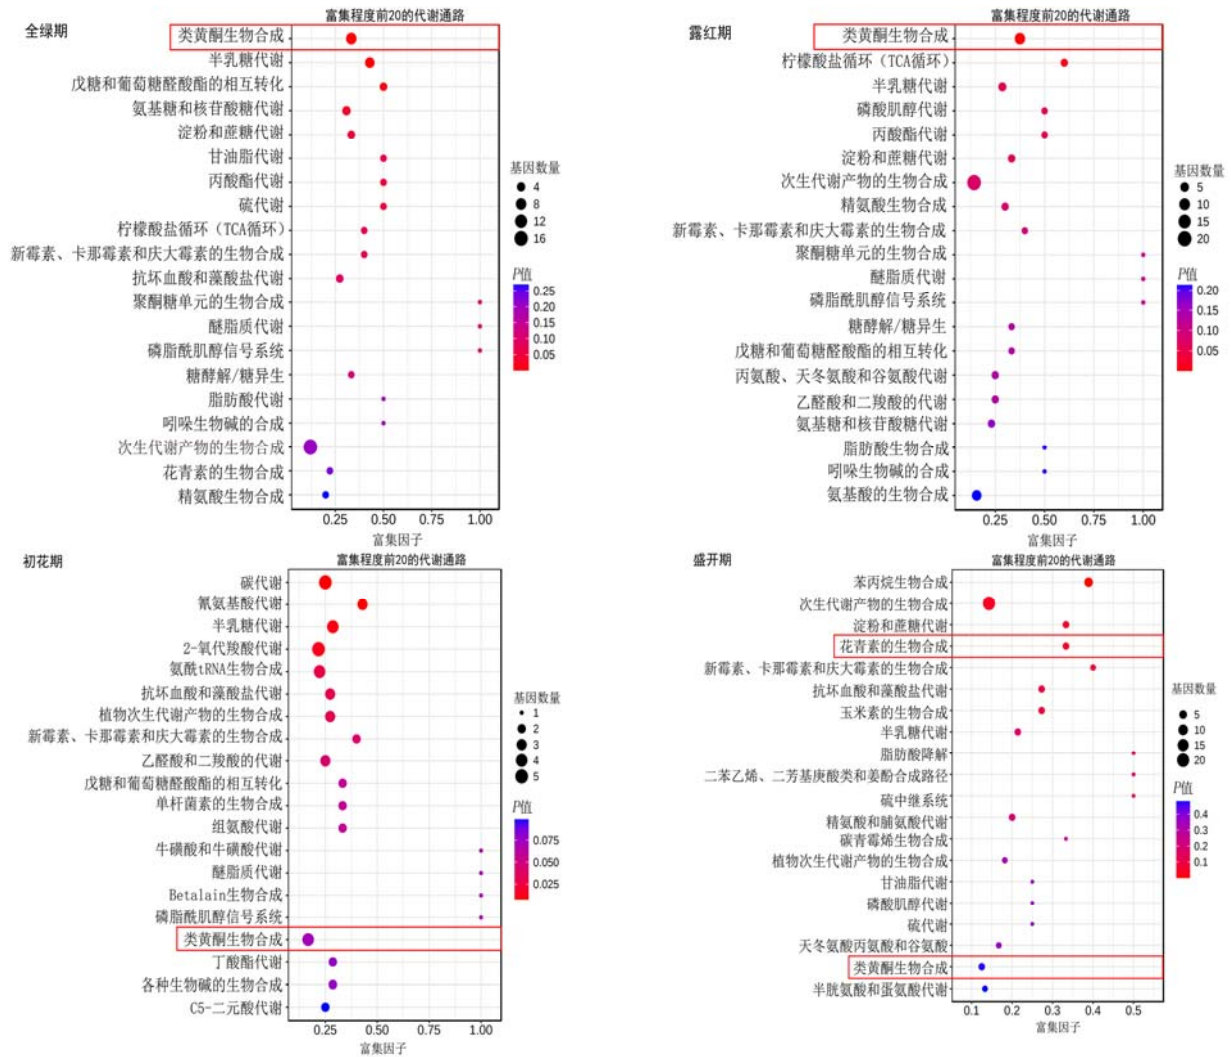 全绿期
富集程度前20的代谢通路
类黄酮生物合成
半乳糖代谢
戊糖和葡萄糖醛酸酯的相互转化
氨基糖和核苷酸糖代谢
淀粉和蔗糖代谢
甘油脂代谢
丙酸酯代谢
硫代谢
柠檬酸盐循环（TCA循环）
新霉素、卡那霉素和庆大霉素的生物合成
抗坏血酸和藻酸盐代谢
聚酮糖单元的生物合成
醚脂质代谢
磷脂酰肌醇信号系统
糖酵解/糖异生
脂肪酸代谢
吲哚生物碱的合成
次生代谢产物的生物合成
花青素的生物合成
精氨酸生物合成
0.25 0.50 0.75 1.00
富集因子
基因数量
4
8
12
16
P值
0.25
0.20
0.15
0.10
0.05
露红期
富集程度前20的代谢通路
类黄酮生物合成
柠檬酸盐循环（TCA循环）
半乳糖代谢
磷酸肌醇代谢
丙酸酯代谢
淀粉和蔗糖代谢
次生代谢产物的生物合成
精氨酸生物合成
新霉素、卡那霉素和庆大霉素的生物合成
聚酮糖单元的生物合成
醚脂质代谢
磷脂酰肌醇信号系统
糖酵解/糖异生
戊糖和葡萄糖醛酸酯的相互转化
丙氨酸、天冬氨酸和谷氨酸代谢
乙醛酸和二羧酸的代谢
氨基糖和核苷酸糖代谢
脂肪酸生物合成
吲哚生物碱的合成
氨基酸的生物合成
0.25 0.50 0.75 1.00
富集因子
基因数量
5
10
15
20
P值
0.20
0.15
0.10
0.05
初花期
富集程度前20的代谢通路
碳代谢
氰氨基酸代谢
半乳糖代谢
2-氧代羧酸代谢
氨酰tRNA生物合成
抗坏血酸和藻酸盐代谢
植物次生代谢产物的生物合成
新霉素、卡那霉素和庆大霉素的生物合成
乙醛酸和二羧酸的代谢
戊糖和葡萄糖醛酸酯的相互转化
单杆菌素的生物合成
组氨酸代谢
牛磺酸和牛磺酸代谢
醚脂质代谢
Betalain生物合成
磷脂酰肌醇信号系统
类黄酮生物合成
丁酸酯代谢
各种生物碱的生物合成
C5-二元酸代谢
0.25 0.50 0.75 1.00
富集因子
基因数量
1
2
3
4
5
P值
0.075
0.050
0.025
盛开期
富集程度前20的代谢通路
苯丙烷生物合成
次生代谢产物的生物合成
淀粉和蔗糖代谢
花青素的生物合成
新霉素、卡那霉素和庆大霉素的生物合成
抗坏血酸和藻酸盐代谢
玉米素的生物合成
半乳糖代谢
脂肪酸降解
二苯乙烯、二芳基庚酸类和姜酚合成路径
硫中继系统
精氨酸和脯氨酸代谢
碳青霉烯生物合成
植物次生代谢产物的生物合成
甘油脂代谢
磷酸肌醇代谢
硫代谢
天冬氨酸丙氨酸和谷氨酸
类黄酮生物合成
半胱氨酸和蛋氨酸代谢
0.1 0.2 0.3 0.4 0.5
富集因子
基因数量
5
10
15
20
P值
0.4
0.3
0.2
0.1